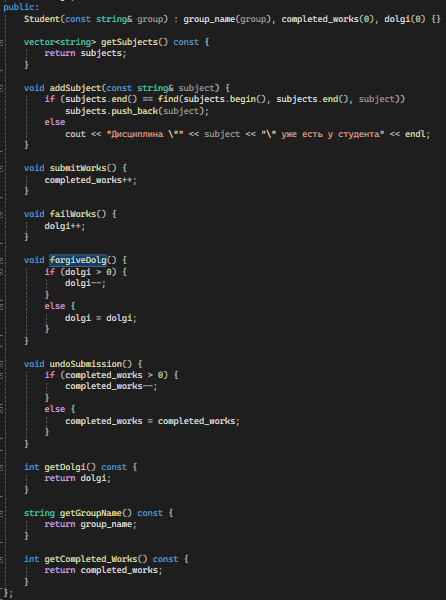 public:
Student(const string& group) : group_name(group), completed_works(0), dolgi(0) {}
vector<string> getSubjects() const {
return subjects;
}
void addSubject(const string& subject) {
if (subjects.end() == find(subjects.begin(), subjects.end(), subject))
subjects.push_back(subject);
else
cout << "Дисциплина \"" << subject << "\" уже есть у студента" << endl;
}
void submitWorks() {
completed_works++;
}
void failWorks() {
dolgi++;
}
void forgiveDolg() {
if (dolgi > 0) {
dolgi--;
}
else {
dolgi = dolgi;
}
}
void undoSubmission() {
if (completed_works > 0) {
completed_works--;
}
else {
completed_works = completed_works;
}
}
int getDolgi() const {
return dolgi;
}
string getGroupName() const {
return group_name;
}
int getCompleted_Works() const {
return completed_works;
}
};